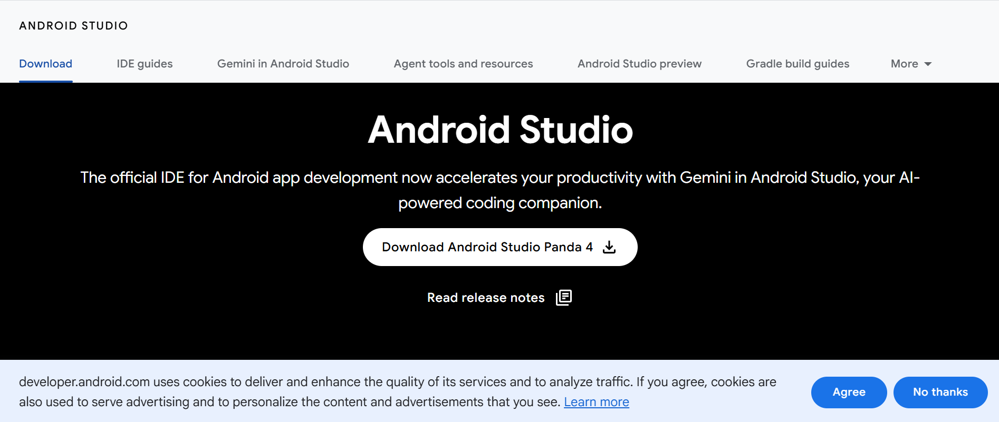 ANDROID STUDIO
Download IDE guides Gemini in Android Studio Agent tools and resources Android Studio preview Gradle build guides More
Android Studio
The official IDE for Android app development now accelerates your productivity with Gemini in Android Studio, your AI-
powered coding companion.
Download Android Studio Panda 4
Read release notes
developer.android.com uses cookies to deliver and enhance the quality of its services and to analyze traffic. If you agree, cookies are
also used to serve advertising and to personalize the content and advertisements that you see. Learn more
Agree No thanks